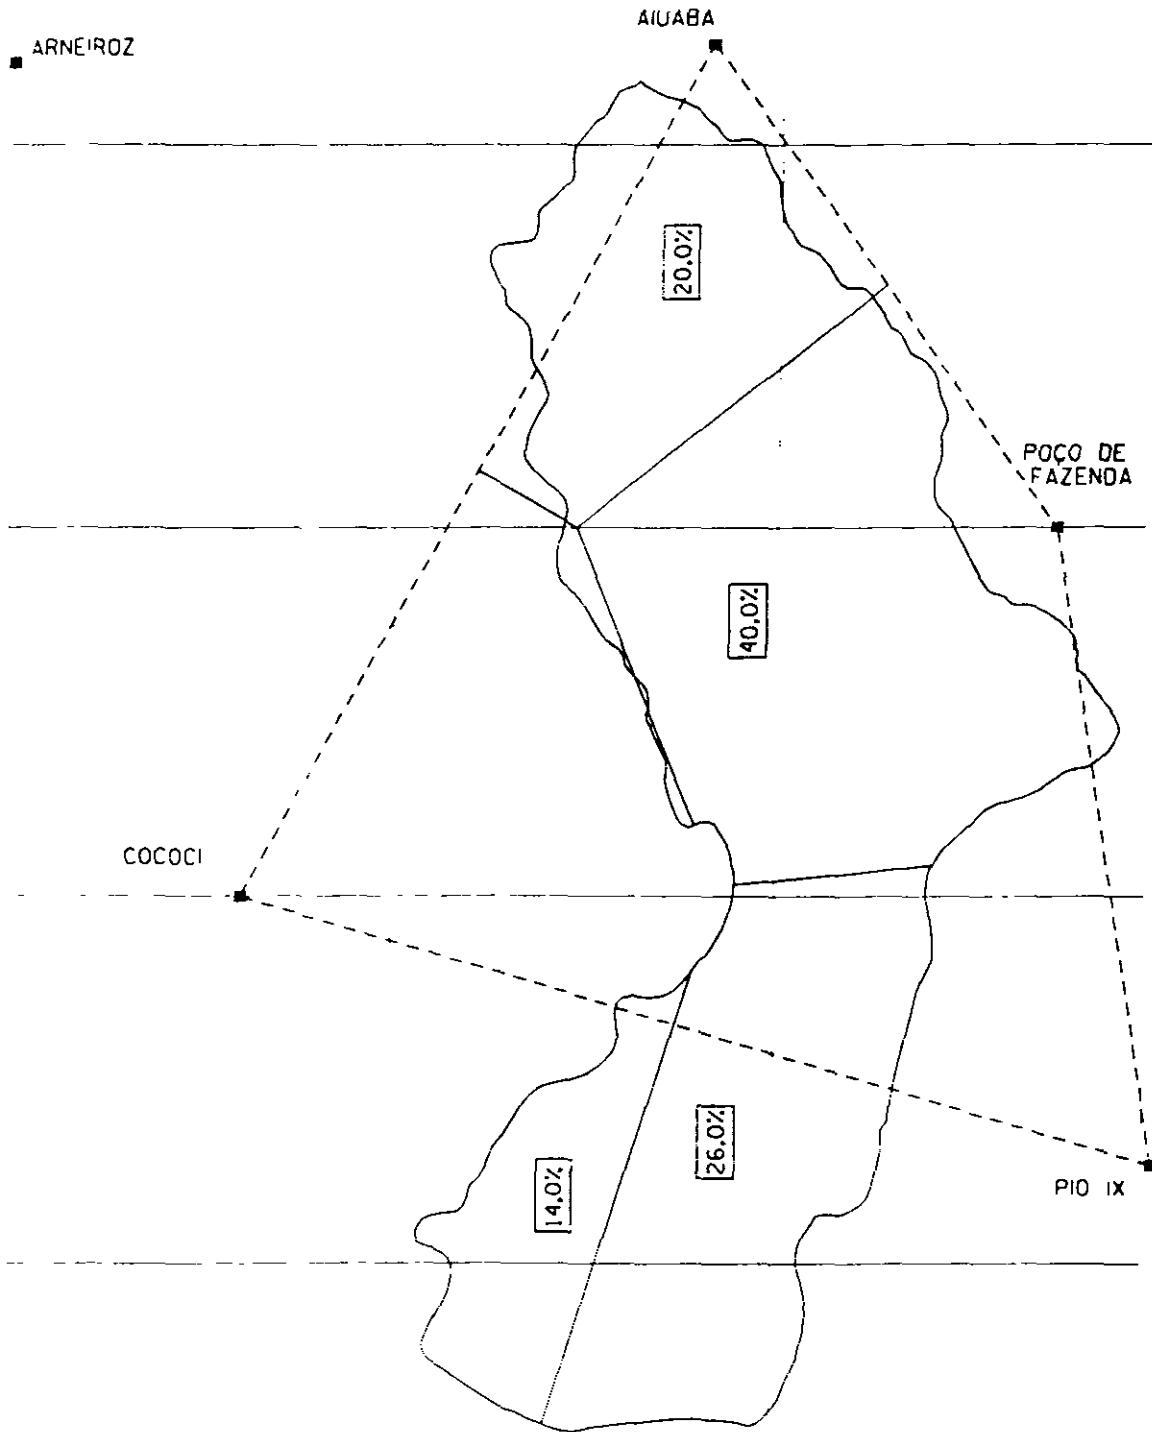 AIUABA
ARNEIROZ
20.0%
POÇO DE
FAZENDA
40.0%
COCOCI
26.0%
14.0%
PIO IX